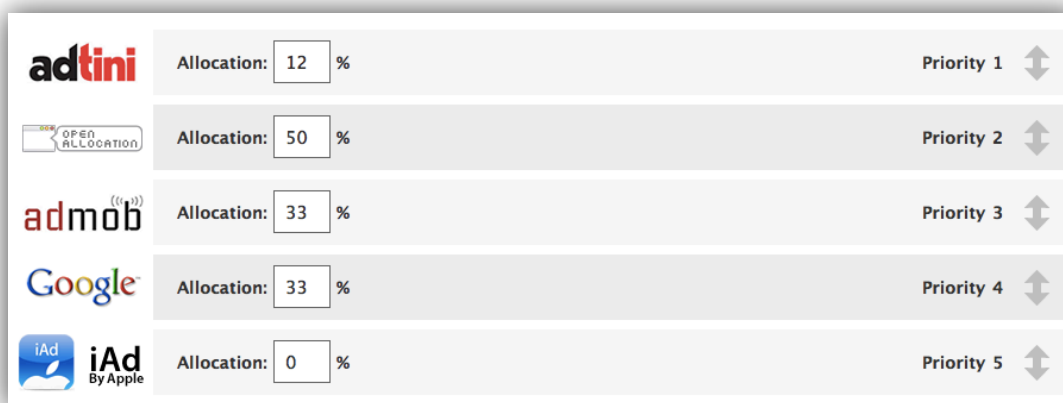 adtini Allocation: 12 % Priority 1
OPEN ALLOCATION Allocation: 50 % Priority 2
admob Allocation: 33 % Priority 3
Google Allocation: 33 % Priority 4
iAd iAd By Apple Allocation: 0 % Priority 5